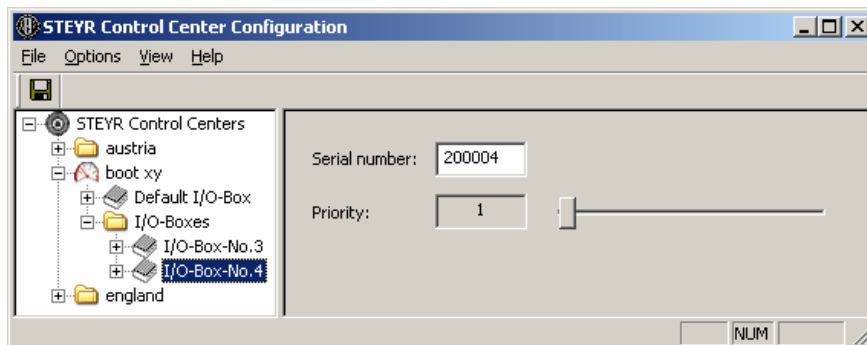 STEYR Control Center Configuration
File Options View Help
STEYR Control Centers
austria
boot xy
Default I/O-Box
I/O-Boxes
I/O-Box-No.3
I/O-Box-No.4
england
Serial number: 200004
Priority: 1
NUM